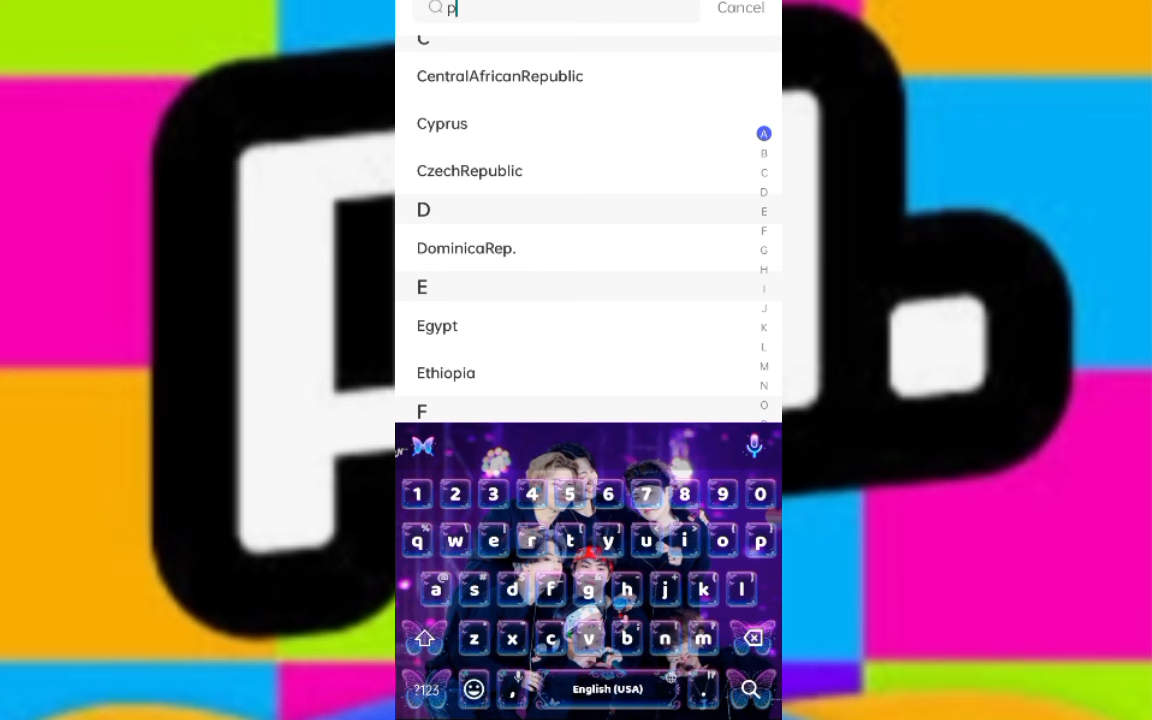 p
Cancel
C
CentralAfricanRepublic
Cyprus
CzechRepublic
D
DominicaRep.
E
Egypt
Ethiopia
F
A
B
C
D
E
F
G
H
I
J
K
L
M
N
O
1 2 3 4 5 6 7 8 9 0
q w e r t y u i o p
a s d f g h j k l
z x c v b n m
?123 , English (USA) .